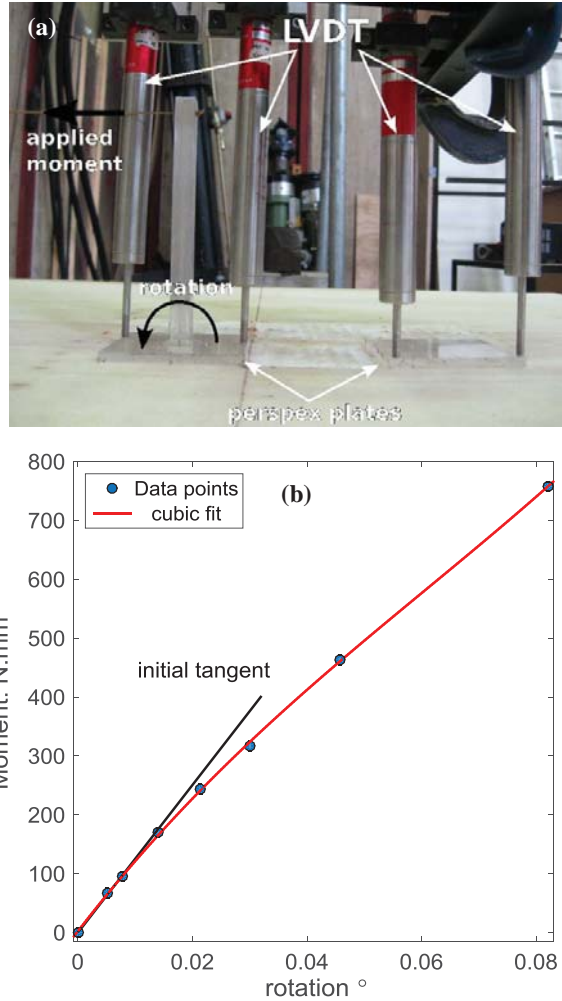 (a)
LVDT
applied
moment
rotation
perspex plates
(b)
Data points
cubic fit
initial tangent
800
700
600
500
400
300
200
100
0
Moment. N.mm
0
0.02
0.04
0.06
0.08
rotation °